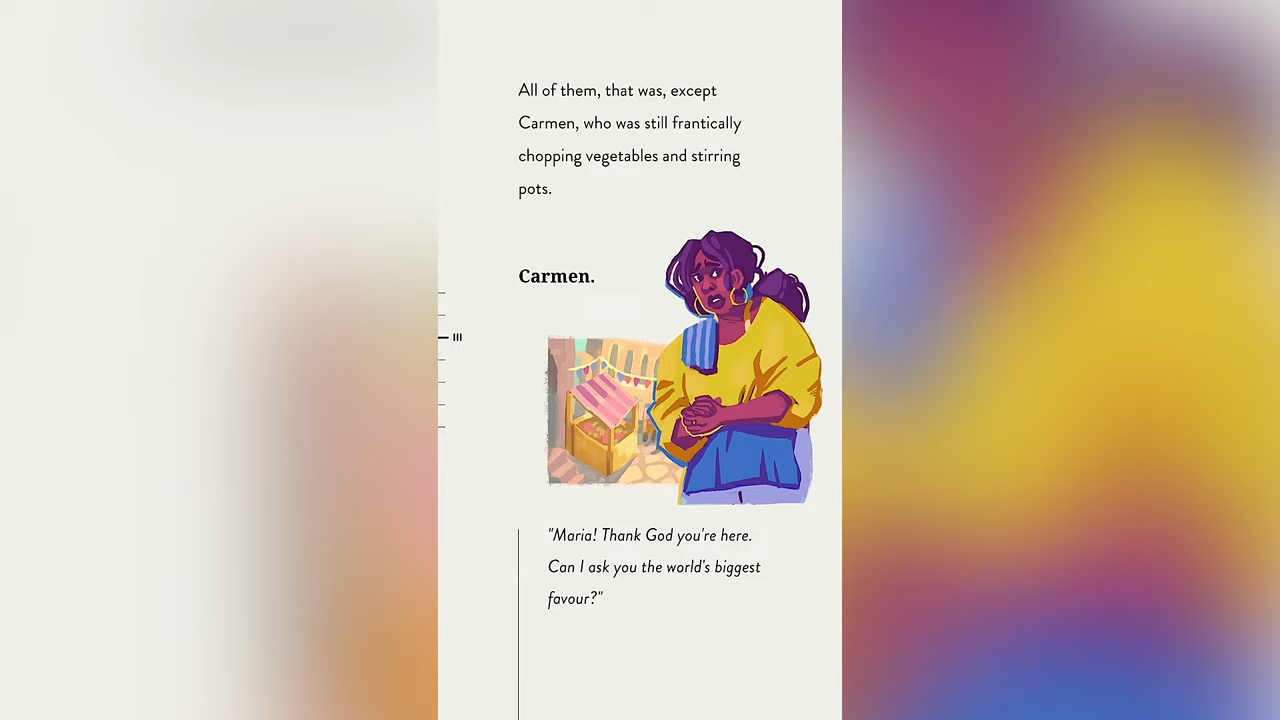 All of them, that was, except
Carmen, who was still frantically
chopping vegetables and stirring
pots.
Carmen.
III
"Maria! Thank God you're here.
Can I ask you the world's biggest
favour?"